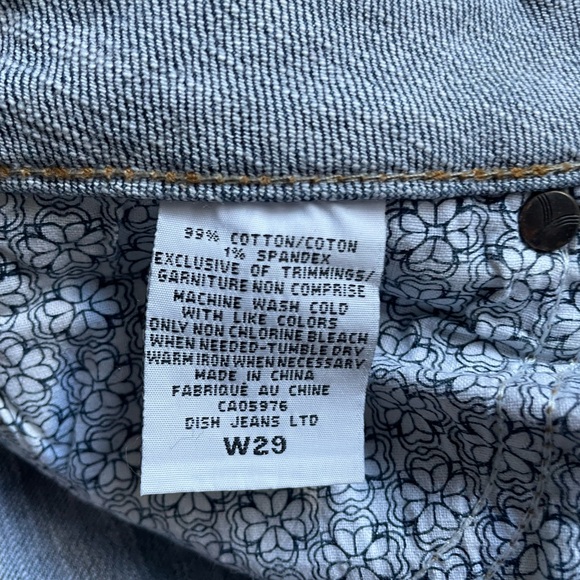 99% COTTON/COTON
1% SPANDEX
EXCLUSIVE OF TRIMMINGS/
GARNITURE NON COMPRISE
MACHINE WASH COLD
WITH LIKE COLORS
ONLY NON CHLORINE BLEACH
WHEN NEEDED-TUMBLE DRY
WARM IRON WHEN NECESSARY
MADE IN CHINA
FABRIQUÉ AU CHINE
CA05976
DISH JEANS LTD
W29